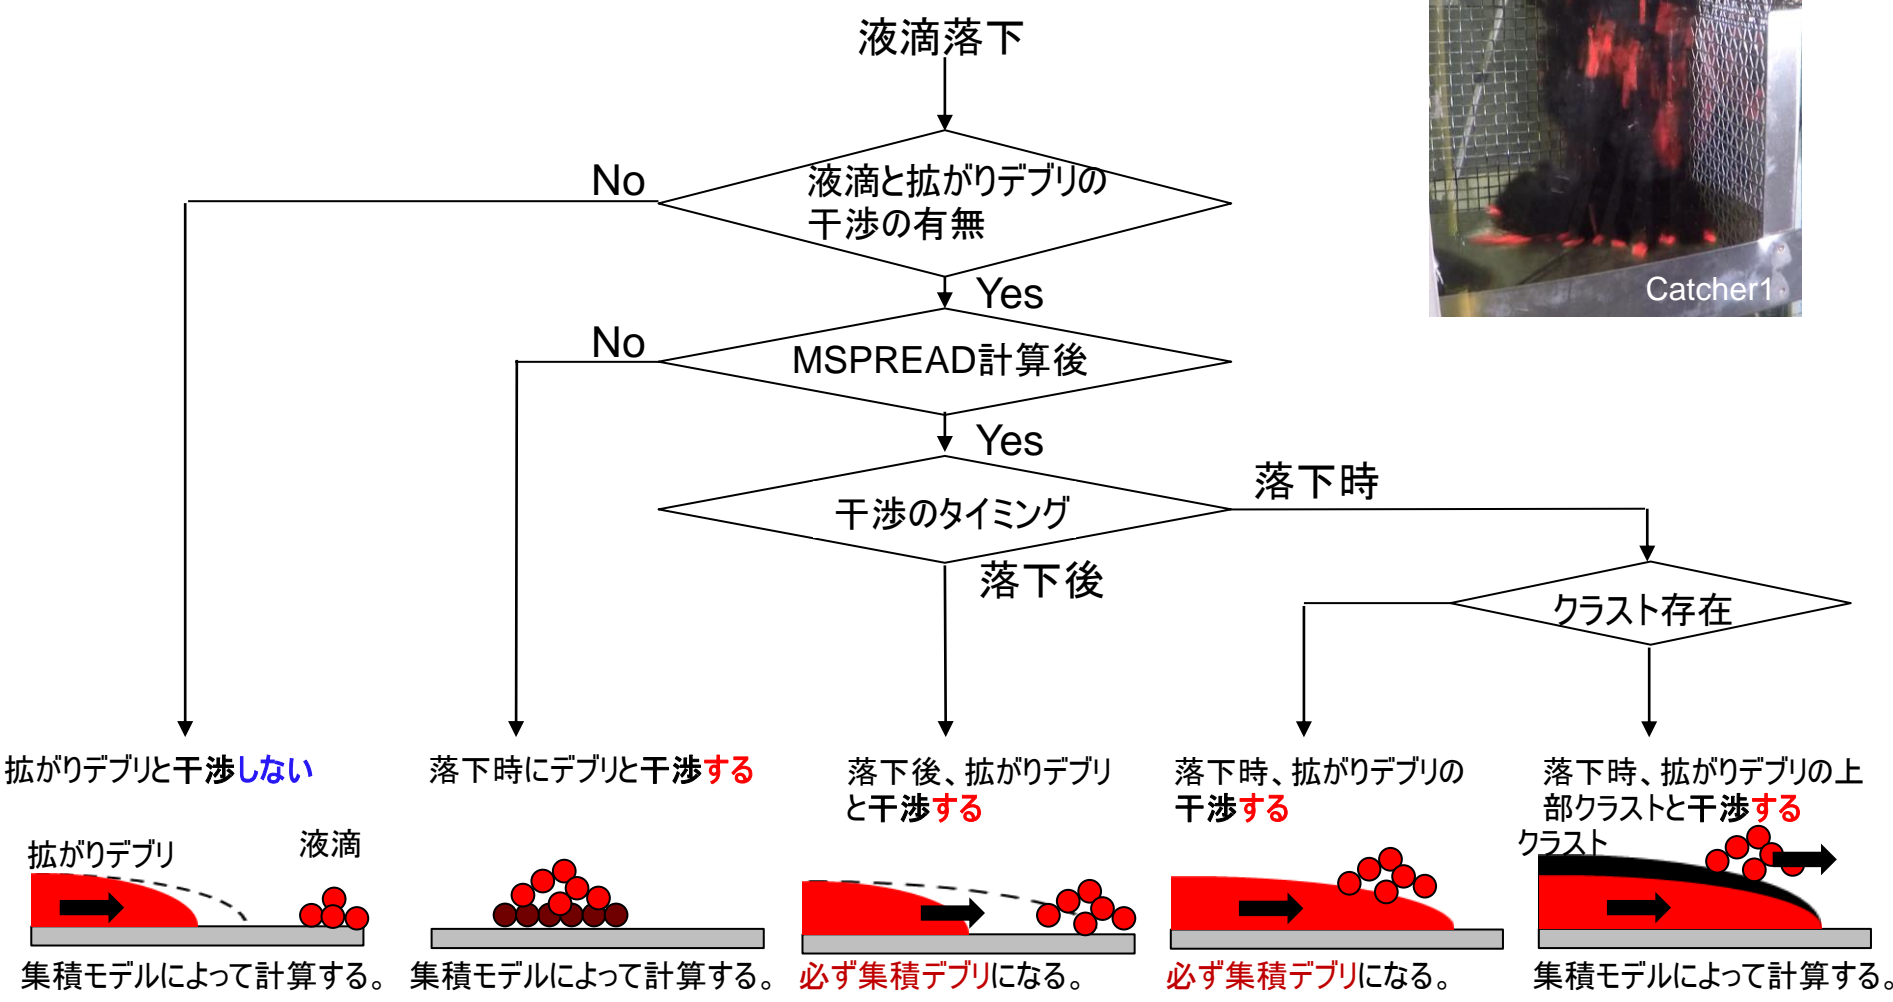 液滴落下
Catcher1
No
液滴と拡がりデブリの
干渉の有無
Yes
No
MSPREAD計算後
Yes
干渉のタイミング
落下時
落下後
クラスト存在
拡がりデブリと干渉しない
落下時にデブリと干渉する
落下後、拡がりデブリ
と干渉する
落下時、拡がりデブリの
干渉する
落下時、拡がりデブリの上
部クラストと干渉する
拡がりデブリ
液滴
クラスト
集積モデルによって計算する。
集積モデルによって計算する。
必ず集積デブリになる。
必ず集積デブリになる。
集積モデルによって計算する。